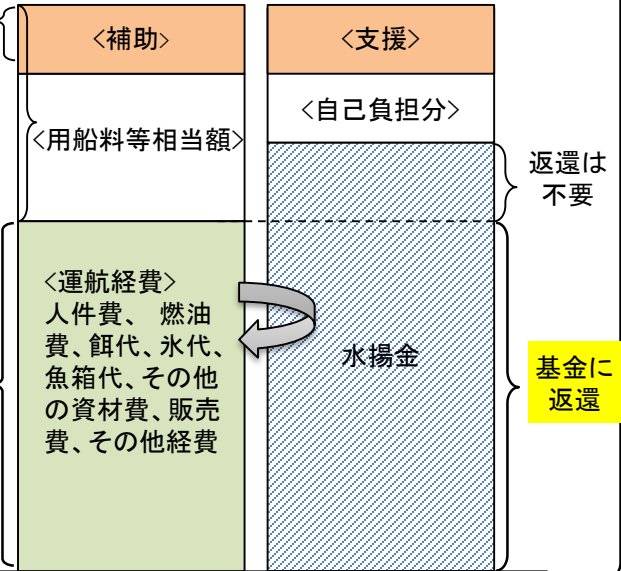 <補助>
<用船料等相当額>
<運航経費>
人件費、 燃油
費、餌代、氷代、
魚箱代、その他
の資材費、販売
費、その他経費
<支援>
<自己負担分>
水揚金
返還は
不要
基金に
返還